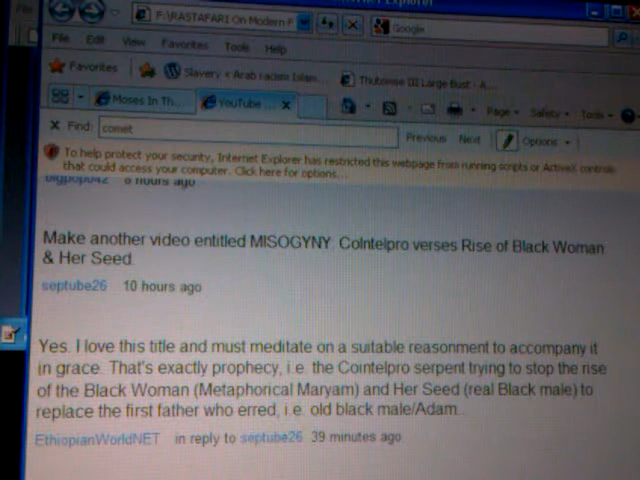 Internet Explorer
File
F:\RASTAFARI On Modern F
Google
File Edit View Favorites Tools Help
Favorites Slavery « Arab racism Islam... Thutmose III Large Bust - A...
Moses In Th... YouTube ... Page Safety Tools
X Find: comet Previous Next Options
To help protect your security, Internet Explorer has restricted this webpage from running scripts or ActiveX controls
that could access your computer. Click here for options...
hours ago
Make another video entitled MISOGYNY: CoIntelpro verses Rise of Black Woman
& Her Seed.
septube26 10 hours ago
Yes. I love this title and must meditate on a suitable reasonment to accompany it
in grace. That's exactly prophecy, i.e. the Cointelpro serpent trying to stop the rise
of the Black Woman (Metaphorical Maryam) and Her Seed (real Black male) to
replace the first father who erred, i.e. old black male/Adam..
EthiopianWorldNET in reply to septube26 39 minutes ago